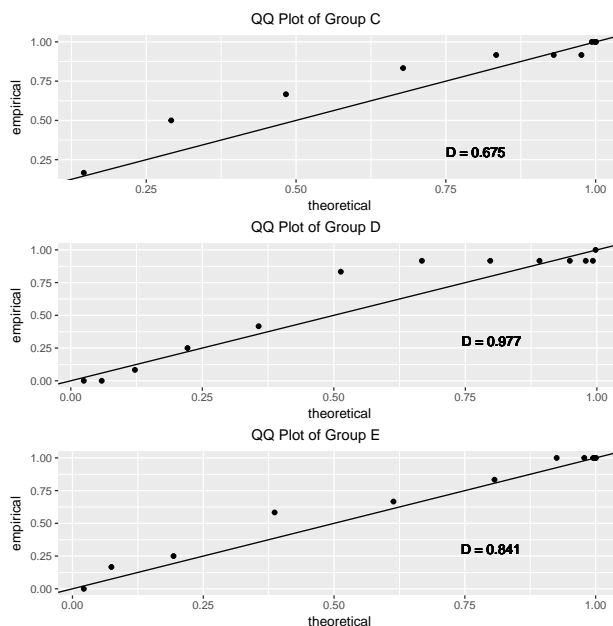 QQ Plot of Group C
1.00
0.75
0.50
0.25
empirical
D = 0.675
0.25 0.50 0.75 1.00
theoretical
QQ Plot of Group D
1.00
0.75
0.50
0.25
0.00
empirical
D = 0.977
0.00 0.25 0.50 0.75 1.00
theoretical
QQ Plot of Group E
1.00
0.75
0.50
0.25
0.00
empirical
D = 0.841
0.00 0.25 0.50 0.75 1.00
theoretical